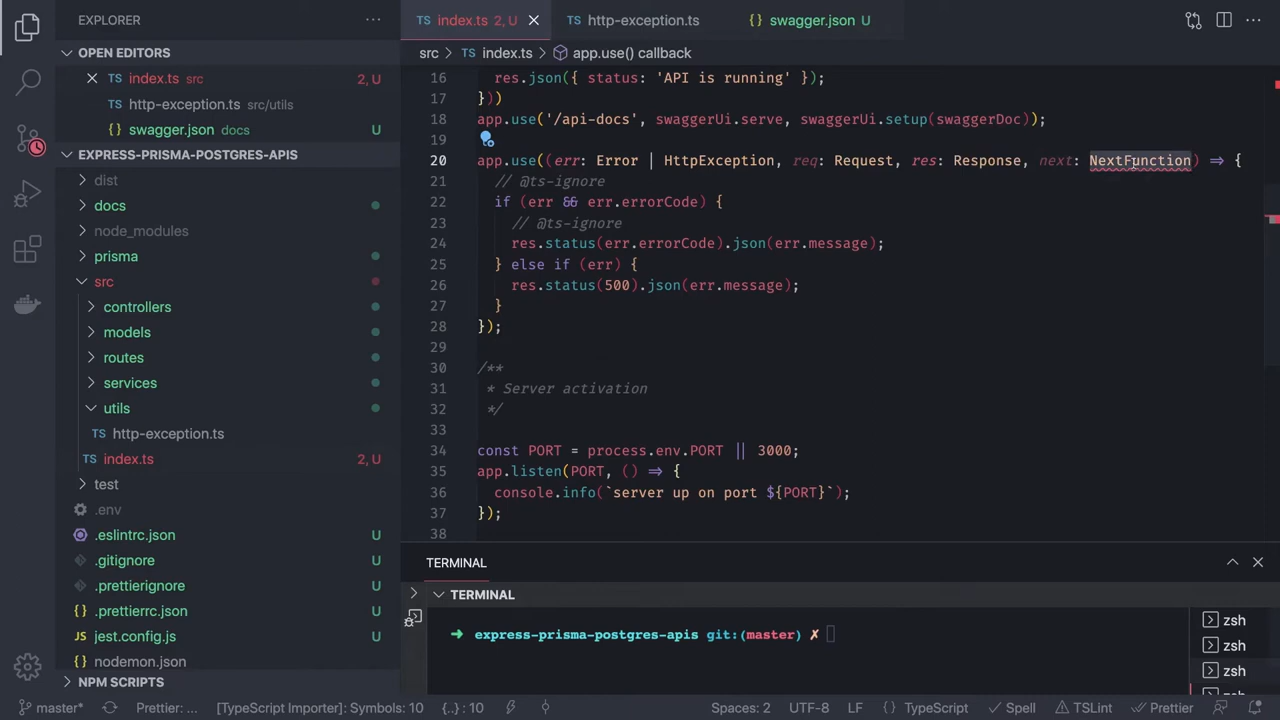 EXPLORER
OPEN EDITORS
TS index.ts src 2, U
http-exception.ts src/utils
{} swagger.json docs U
EXPRESS-PRISMA-POSTGRES-APIS
dist
docs
node_modules
prisma
src
controllers
models
routes
services
utils
TS http-exception.ts
TS index.ts 2, U
test
.env
.eslintrc.json U
.gitignore U
.prettierignore U
{} .prettierrc.json U
JS jest.config.js U
{} nodemon.json U
NPM SCRIPTS
TS index.ts 2, U
TS http-exception.ts
{} swagger.json U
src > TS index.ts > app.use() callback
16 res.json({ status: 'API is running' });
17 }))
18 app.use('/api-docs', swaggerUi.serve, swaggerUi.setup(swaggerDoc));
19
20 app.use((err: Error | HttpException, req: Request, res: Response, next: NextFunction) => {
21 // @ts-ignore
22 if (err && err.errorCode) {
23 // @ts-ignore
24 res.status(err.errorCode).json(err.message);
25 } else if (err) {
26 res.status(500).json(err.message);
27 }
28 });
29
30 /**
31 * Server activation
32 */
33
34 const PORT = process.env.PORT || 3000;
35 app.listen(PORT, () => {
36 console.info(`server up on port ${PORT}`);
37 });
38
TERMINAL
TERMINAL
➜ express-prisma-postgres-apis git:(master) ✗
zsh
zsh
zsh
master* Prettier: ... [TypeScript Importer]: Symbols: 10 {..} : 10 Spaces: 2 UTF-8 LF {} TypeScript ✓ Spell TSLint ✓ Prettier